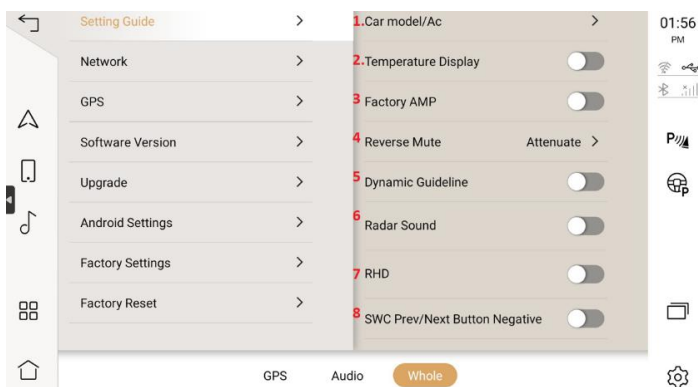 Setting Guide
Network
GPS
Software Version
Upgrade
Android Settings
Factory Settings
Factory Reset
1.Car model/Ac
2.Temperature Display
3 Factory AMP
4 Reverse Mute Attenuate
5 Dynamic Guideline
6 Radar Sound
7 RHD
8 SWC Prev/Next Button Negative
01:56
PM
P
P
GPS Audio Whole